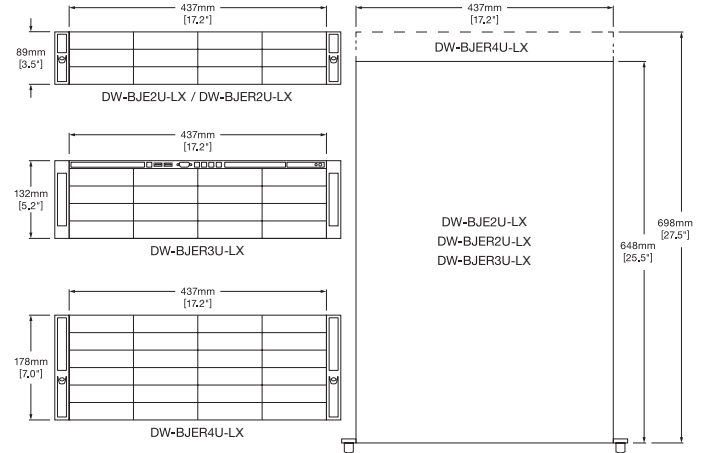 437mm
[17.2"]
89mm
[3.5"]
DW-BJE2U-LX / DW-BJER2U-LX
437mm
[17.2"]
132mm
[5.2"]
DW-BJER3U-LX
437mm
[17.2"]
178mm
[7.0"]
DW-BJER4U-LX
437mm
[17.2"]
DW-BJER4U-LX
DW-BJE2U-LX
DW-BJER2U-LX
DW-BJER3U-LX
648mm
[25.5"]
698mm
[27.5"]